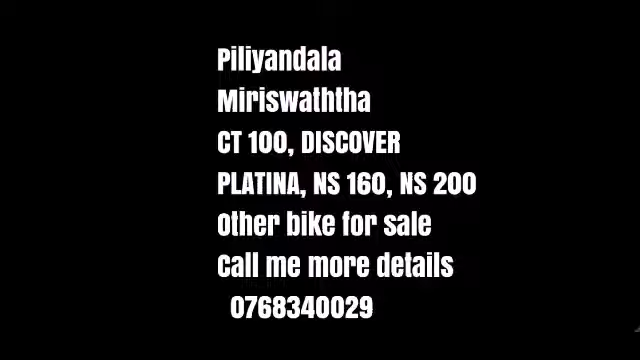 Piliyandala
Miriswaththa
CT 100, DISCOVER
PLATINA, NS 160, NS 200
Other bike for sale
Call me more details
0768340029